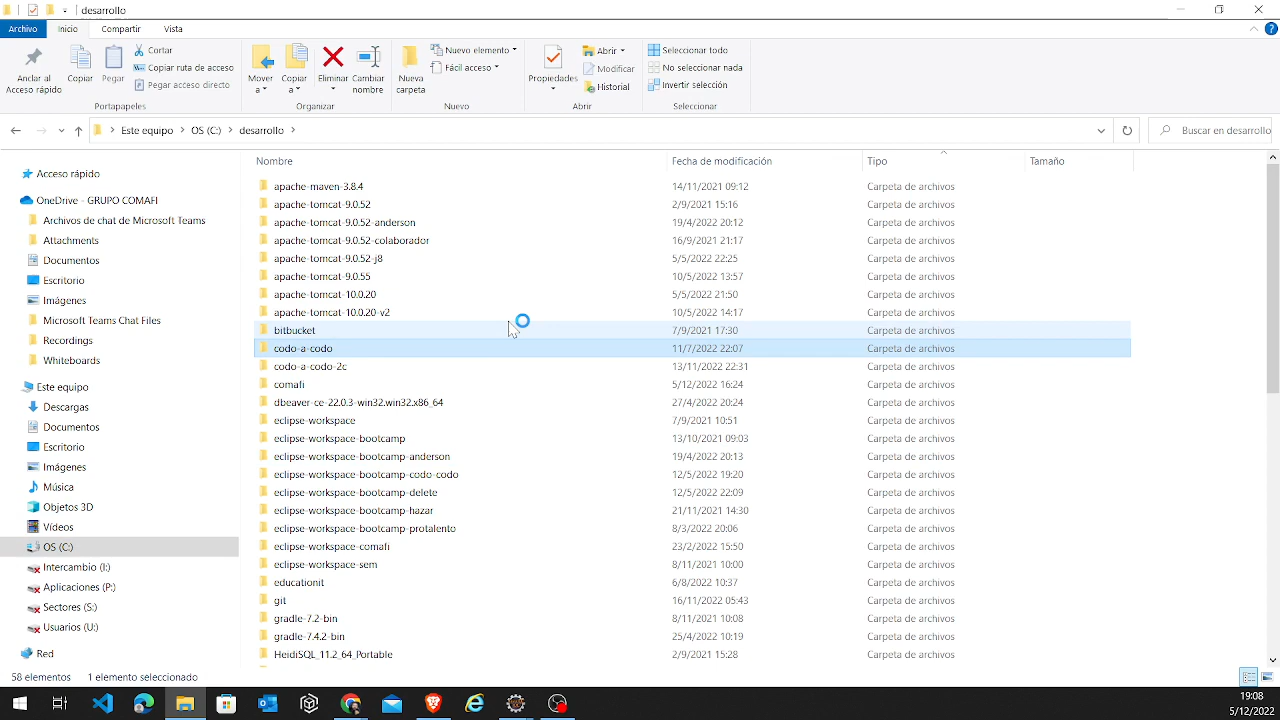 desarrollo
Archivo Inicio Compartir Vista
Anclar al Acceso rápido
Copiar
Pegar
Cortar
Copiar ruta de acceso
Pegar acceso directo
Portapapeles
Mover a
Copiar a
Eliminar
Cambiar nombre
Organizar
Nueva carpeta
Nuevo elemento
Fácil acceso
Nuevo
Propiedades
Abrir
Modificar
Historial
Abrir
Seleccionar todo
No seleccionar nada
Invertir selección
Seleccionar
Este equipo > OS (C:) > desarrollo >
Buscar en desarrollo
Acceso rápido
OneDrive - GRUPO COMAFI
Archivos de chat de Microsoft Teams
Attachments
Documentos
Escritorio
Imágenes
Microsoft Teams Chat Files
Recordings
Whiteboards
Este equipo
Descargas
Documentos
Escritorio
Imágenes
Música
Objetos 3D
Vídeos
OS (C:)
Intercambio (I:)
Aplicaciones (P:)
Sectores (S:)
Usuarios (U:)
Red
Nombre Fecha de modificación Tipo Tamaño
apache-maven-3.8.4 14/11/2021 09:12 Carpeta de archivos
apache-tomcat-9.0.52 2/9/2021 15:16 Carpeta de archivos
apache-tomcat-9.0.52-anderson 19/4/2022 20:12 Carpeta de archivos
apache-tomcat-9.0.52-colaborador 16/9/2021 21:17 Carpeta de archivos
apache-tomcat-9.0.52-j8 5/5/2022 22:25 Carpeta de archivos
apache-tomcat-9.0.55 10/5/2022 13:57 Carpeta de archivos
apache-tomcat-10.0.20 5/5/2022 21:50 Carpeta de archivos
apache-tomcat-10.0.20-v2 10/5/2022 14:17 Carpeta de archivos
bitbucket 7/9/2021 17:30 Carpeta de archivos
codo-a-codo 11/7/2022 22:07 Carpeta de archivos
codo-a-codo-2c 13/11/2022 22:31 Carpeta de archivos
comafi 5/12/2022 16:24 Carpeta de archivos
dbeaver-ce-22.0.3-win32.win32.x86_64 27/4/2022 20:24 Carpeta de archivos
eclipse-workspace 7/9/2021 10:51 Carpeta de archivos
eclipse-workspace-bootcamp 13/10/2021 09:03 Carpeta de archivos
eclipse-workspace-bootcamp-anderson 19/4/2022 20:13 Carpeta de archivos
eclipse-workspace-bootcamp-codo-codo 12/5/2022 19:20 Carpeta de archivos
eclipse-workspace-bootcamp-delete 12/5/2022 22:09 Carpeta de archivos
eclipse-workspace-bootcamp-hazar 21/11/2021 14:30 Carpeta de archivos
eclipse-workspace-bootcamp-protalento 8/3/2022 20:06 Carpeta de archivos
eclipse-workspace-comafi 23/2/2022 15:50 Carpeta de archivos
eclipse-workspace-sem 8/11/2021 10:00 Carpeta de archivos
educationit 6/8/2022 10:37 Carpeta de archivos
git 16/11/2022 05:43 Carpeta de archivos
gradle-7.2-bin 8/11/2021 10:08 Carpeta de archivos
gradle-7.4.2-bin 25/4/2022 10:19 Carpeta de archivos
HeidiSQL_11.2_64_Portable 2/9/2021 15:28 Carpeta de archivos
58 elementos 1 elemento seleccionado
19:08
5/12/2022